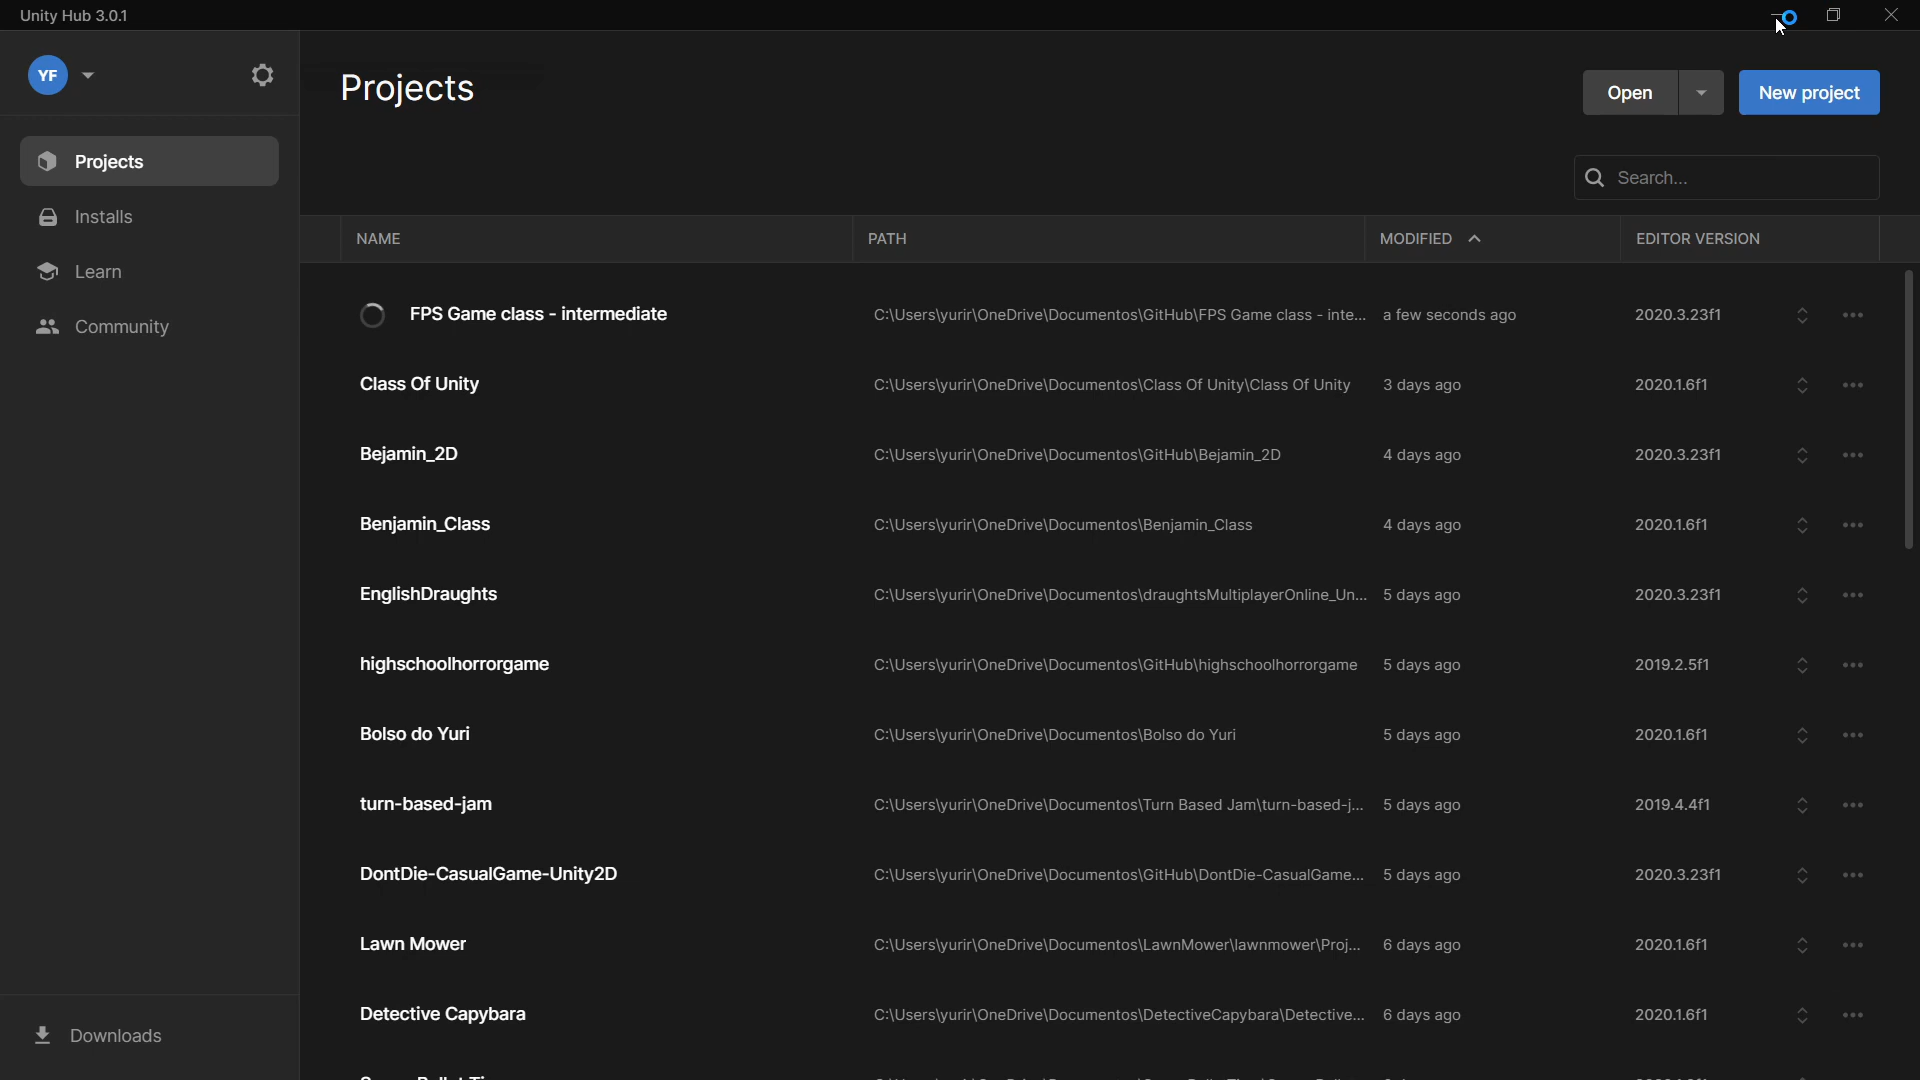 Unity Hub 3.0.1
YF
Projects
Installs
Learn
Community
Downloads
Projects
Open
New project
Search...
NAME PATH MODIFIED EDITOR VERSION
FPS Game class - intermediate C:\Users\yurir\OneDrive\Documentos\GitHub\FPS Game class - inte... a few seconds ago 2020.3.23f1
Class Of Unity C:\Users\yurir\OneDrive\Documentos\Class Of Unity\Class Of Unity 3 days ago 2020.1.6f1
Bejamin_2D C:\Users\yurir\OneDrive\Documentos\GitHub\Bejamin_2D 4 days ago 2020.3.23f1
Benjamin_Class C:\Users\yurir\OneDrive\Documentos\Benjamin_Class 4 days ago 2020.1.6f1
EnglishDraughts C:\Users\yurir\OneDrive\Documentos\draughtsMultiplayerOnline_Un... 5 days ago 2020.3.23f1
highschoolhorrorgame C:\Users\yurir\OneDrive\Documentos\GitHub\highschoolhorrorgame 5 days ago 2019.2.5f1
Bolso do Yuri C:\Users\yurir\OneDrive\Documentos\Bolso do Yuri 5 days ago 2020.1.6f1
turn-based-jam C:\Users\yurir\OneDrive\Documentos\Turn Based Jam\turn-based-j... 5 days ago 2019.4.4f1
DontDie-CasualGame-Unity2D C:\Users\yurir\OneDrive\Documentos\GitHub\DontDie-CasualGame... 5 days ago 2020.3.23f1
Lawn Mower C:\Users\yurir\OneDrive\Documentos\LawnMower\lawnmower\Proj... 6 days ago 2020.1.6f1
Detective Capybara C:\Users\yurir\OneDrive\Documentos\DetectiveCapybara\Detective... 6 days ago 2020.1.6f1